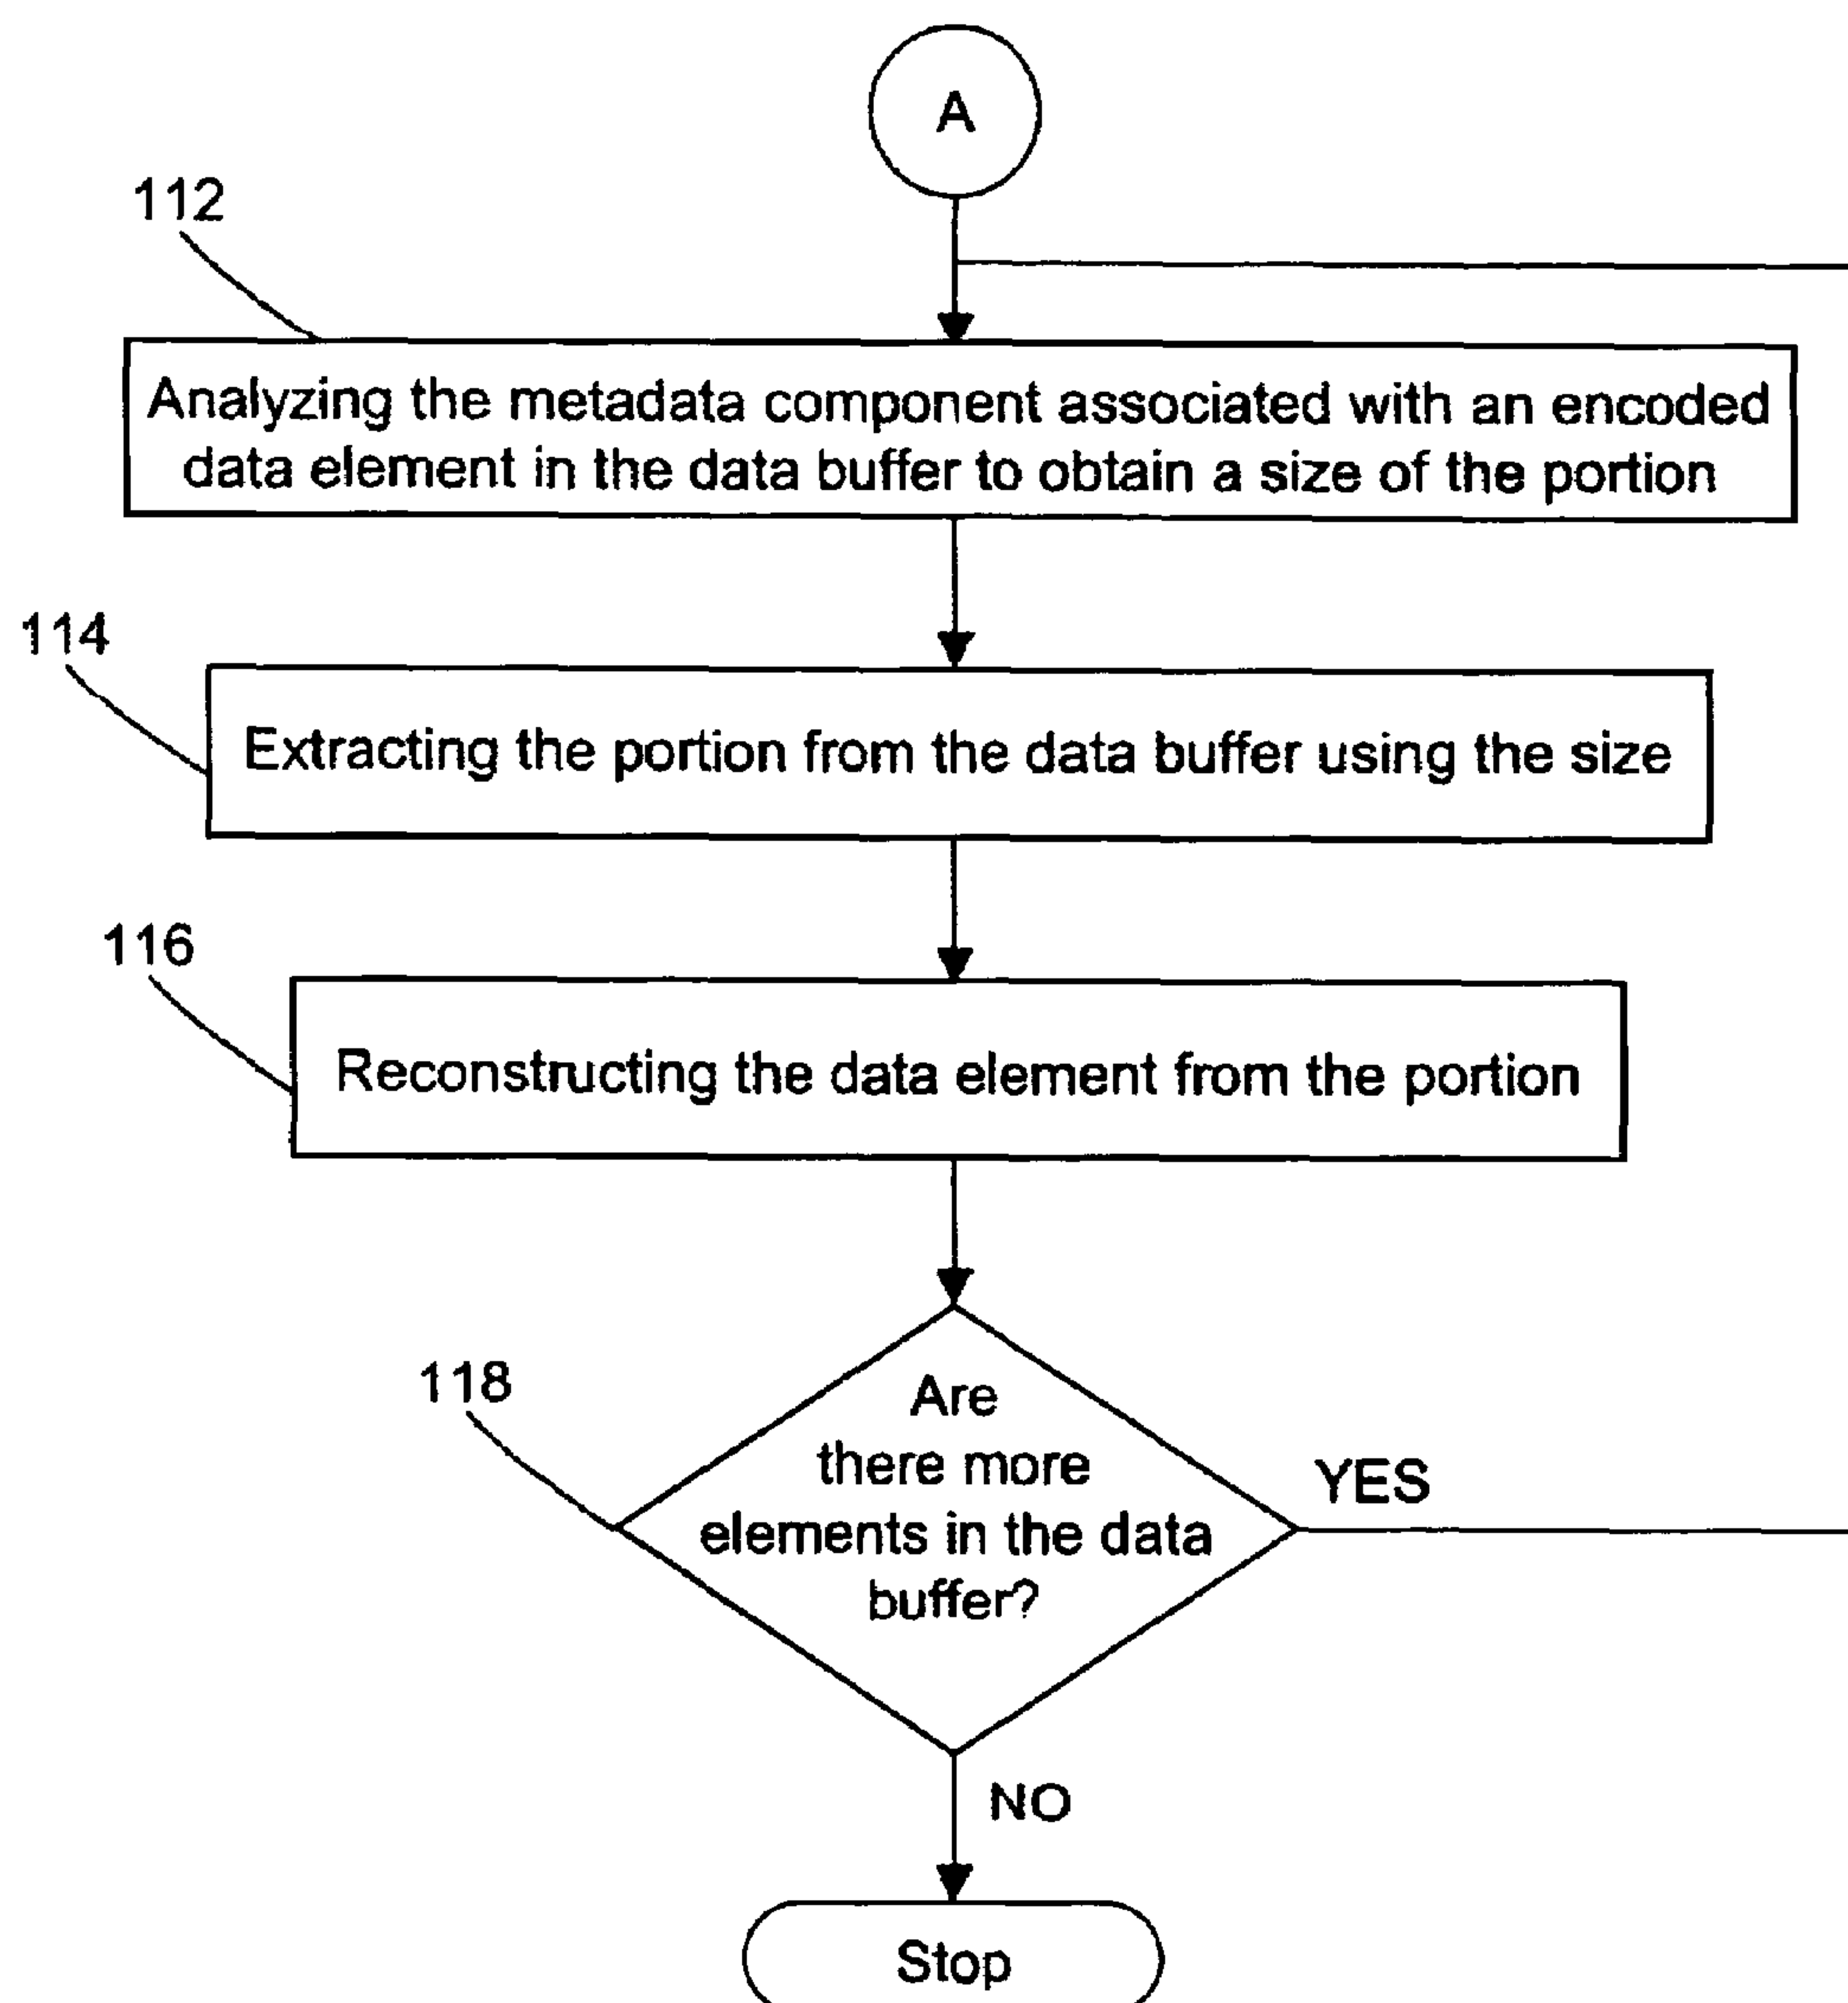 A
112
Analyzing the metadata component associated with an encoded
data element in the data buffer to obtain a size of the portion
114
Extracting the portion from the data buffer using the size
116
Reconstructing the data element from the portion
118
Are
there more
elements in the data
buffer?
YES
NO
Stop